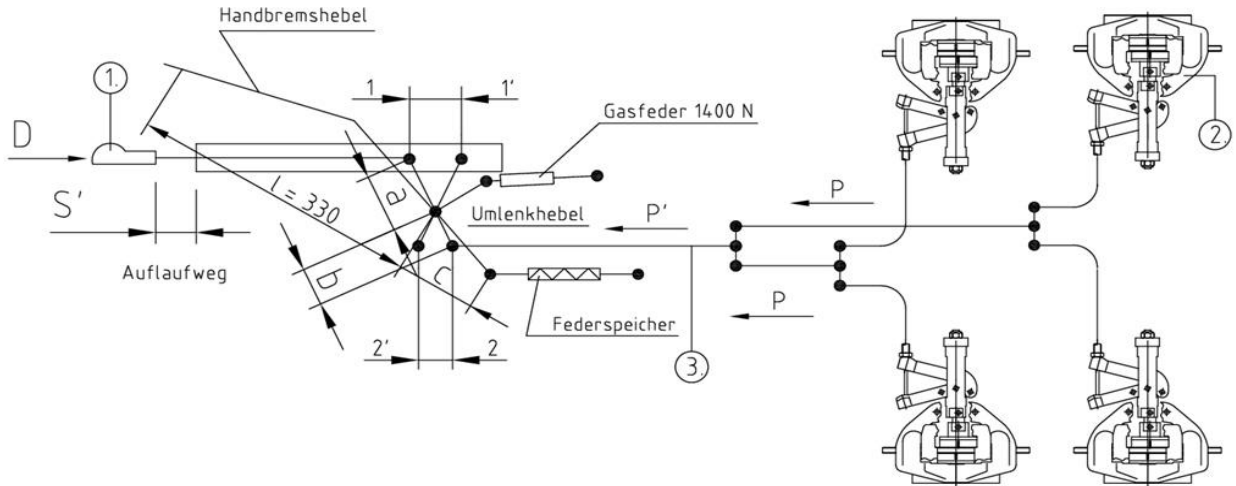 Handbremshebel
1.
1
1'
Gasfeder 1400 N
2.
D
a
l = 330
S'
Umlenkhebel
P'
P
Auflaufweg
b
c
Federspeicher
P
2'
2
3.